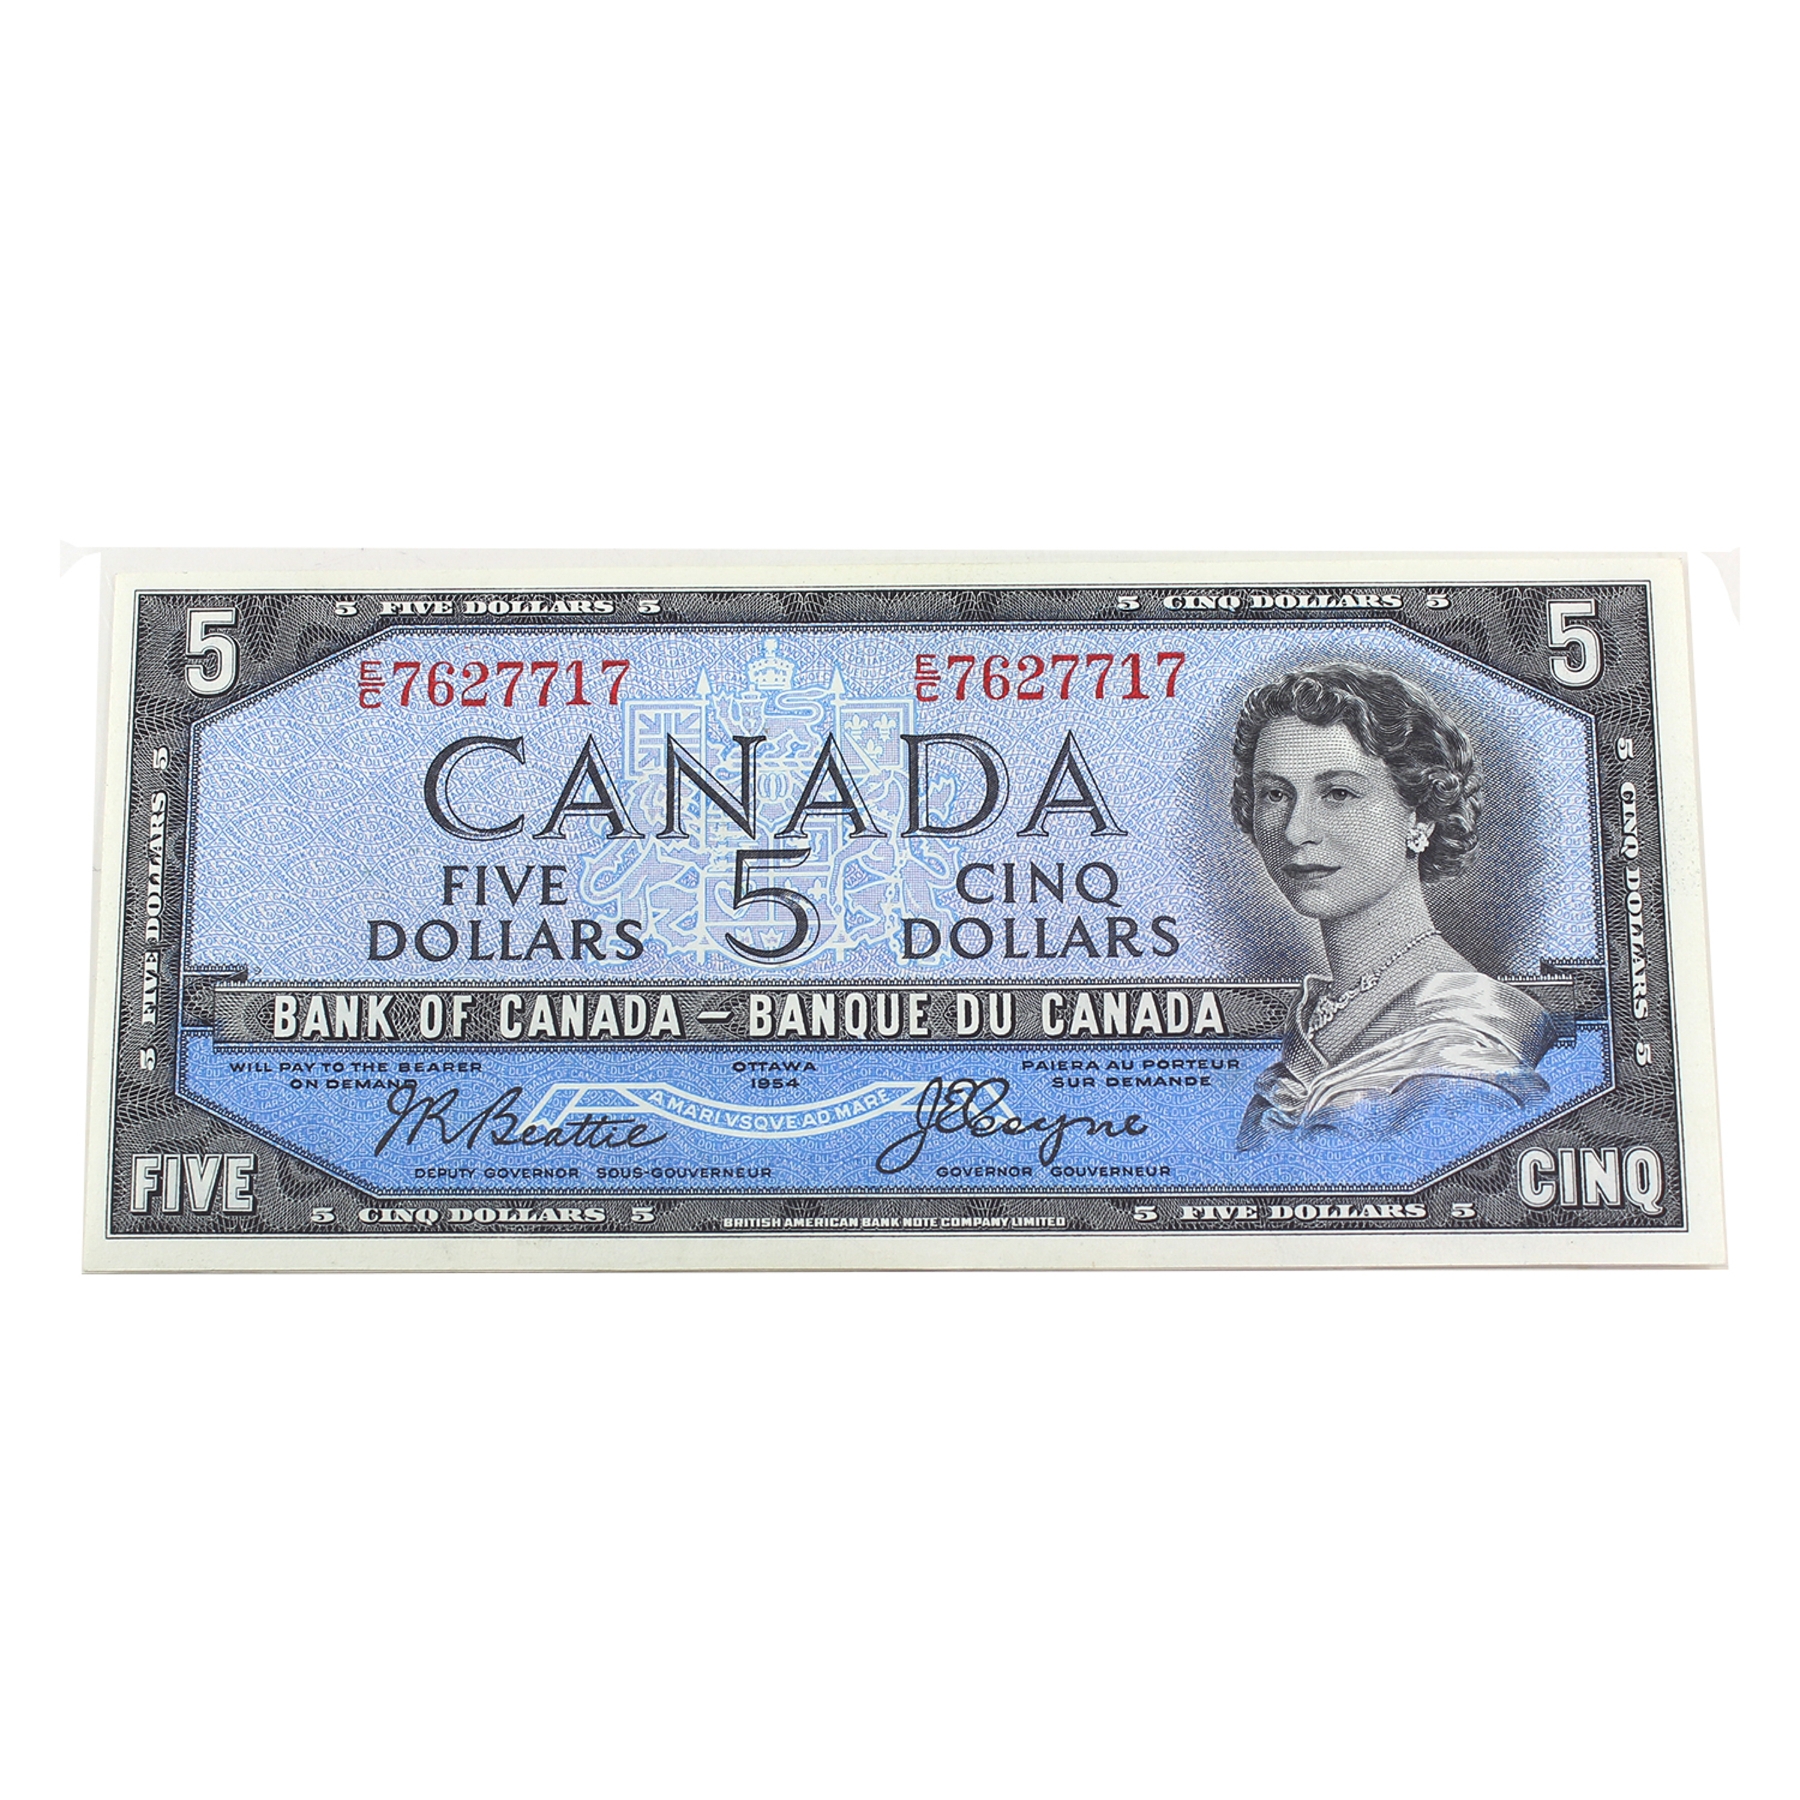 5 FIVE DOLLARS 5
5 CINQ DOLLARS 5
5
5
E/C 7627717
E/C 7627717
CANADA
FIVE
DOLLARS
5
CINQ
DOLLARS
5 FIVE DOLLARS 5
5 CINQ DOLLARS 5
BANK OF CANADA – BANQUE DU CANADA
WILL PAY TO THE BEARER
ON DEMAND
OTTAWA
1954
PAIERA AU PORTEUR
SUR DEMANDE
A MARI VSQVE AD MARE
J R Beattie
J E Coyne
DEPUTY GOVERNOR SOUS-GOUVERNEUR
GOVERNOR GOUVERNEUR
FIVE
CINQ
5 CINQ DOLLARS 5
BRITISH AMERICAN BANK NOTE COMPANY LIMITED
5 FIVE DOLLARS 5